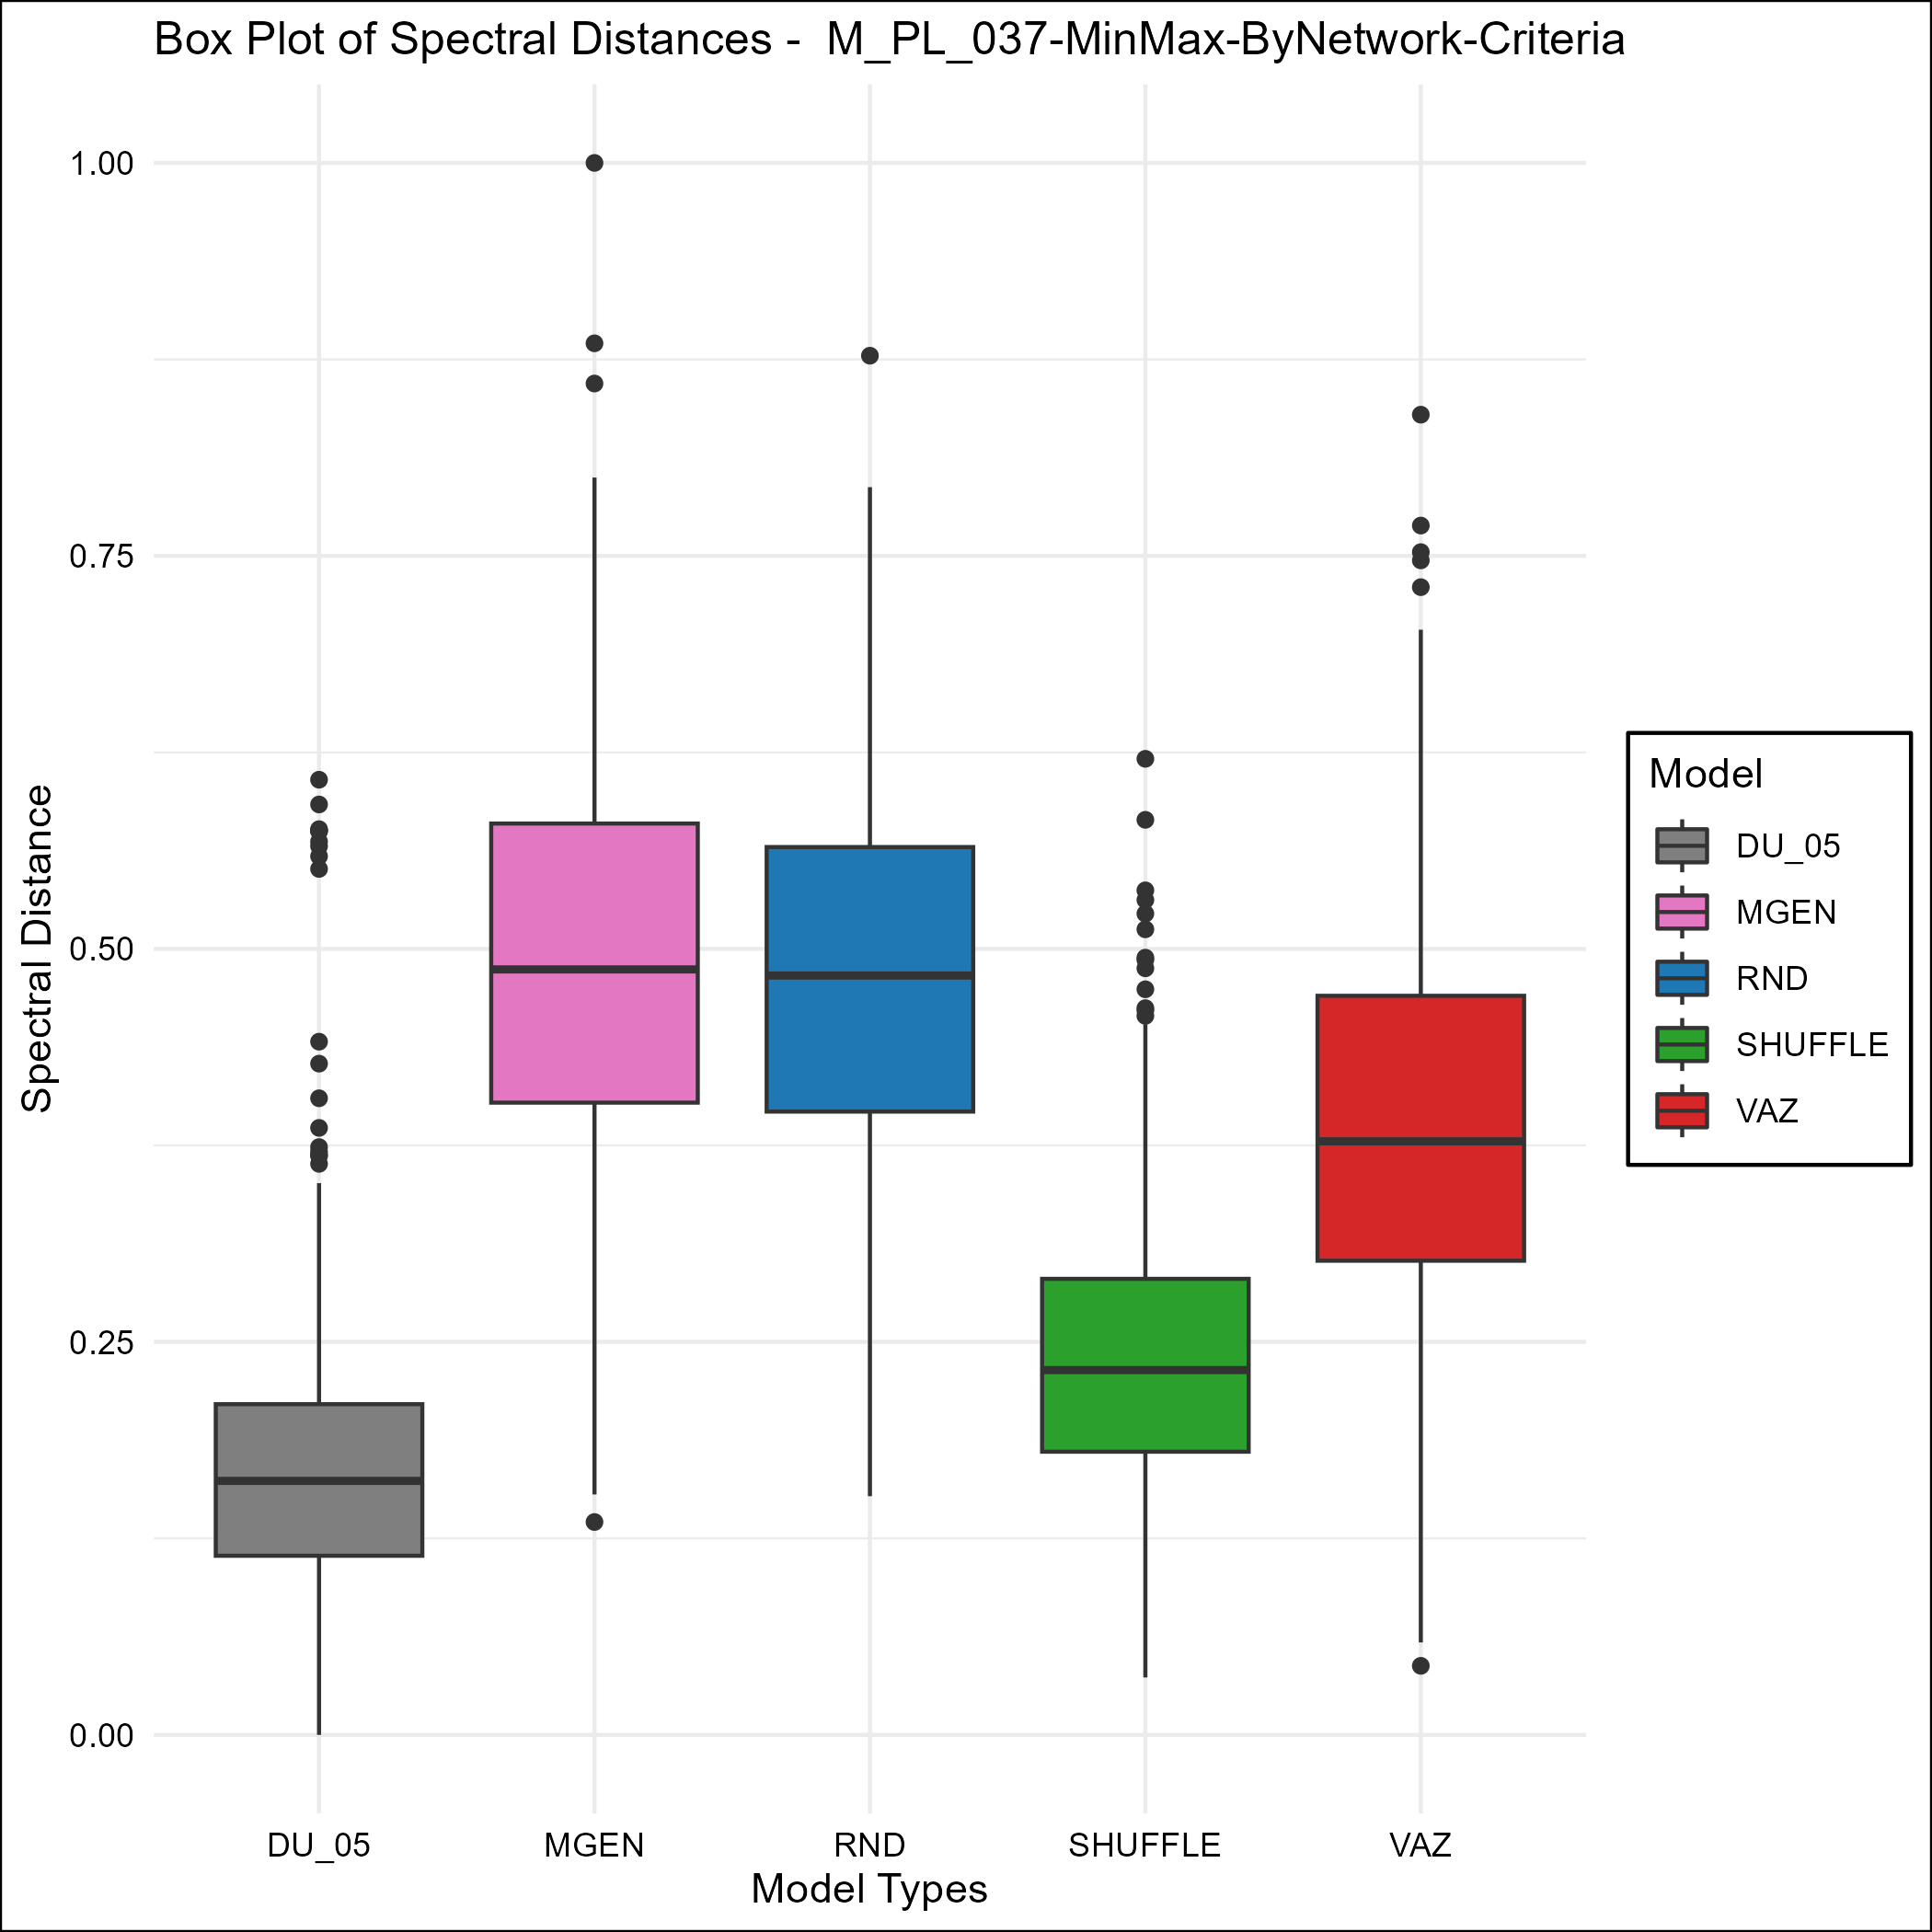 Box Plot of Spectral Distances -  M_PL_037-MinMax-ByNetwork-Criteria
Spectral Distance
1.00
0.75
0.50
0.25
0.00
DU_05 MGEN RND SHUFFLE VAZ
Model Types
Model
DU_05
MGEN
RND
SHUFFLE
VAZ